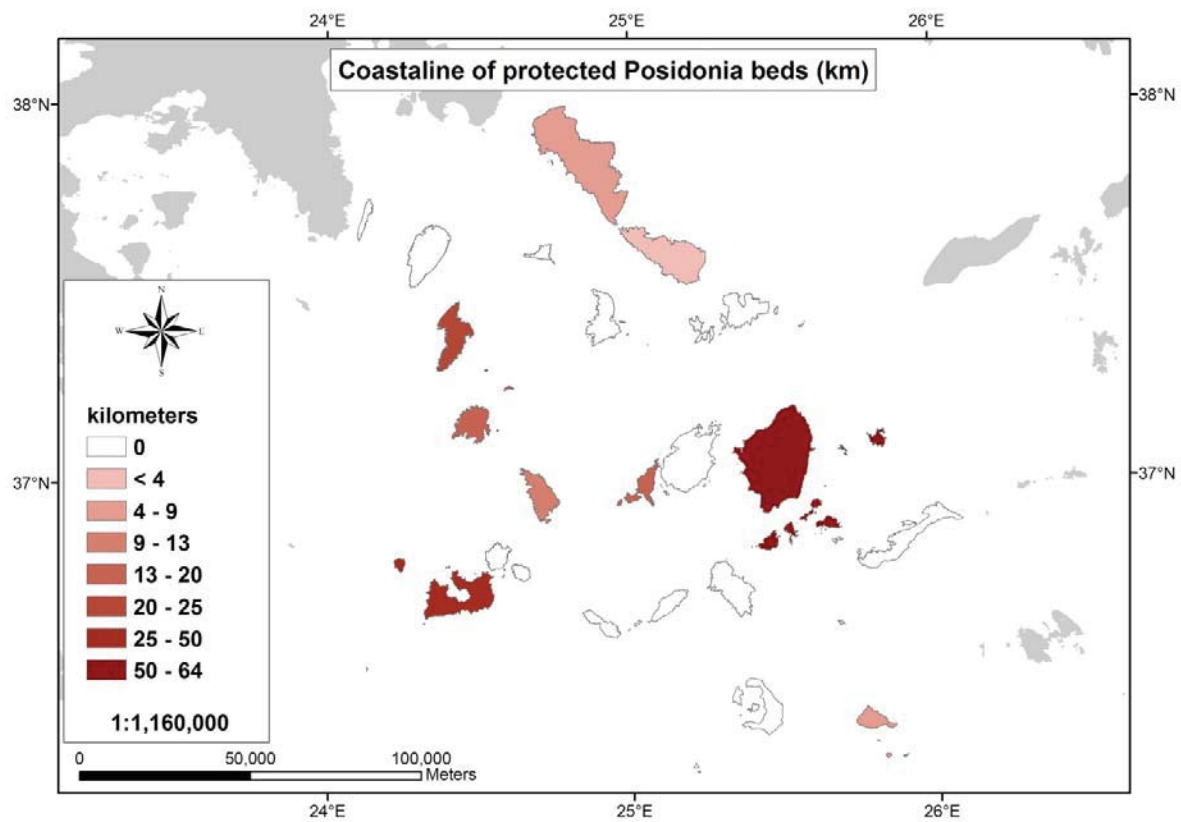 24°E 25°E 26°E
Coastaline of protected Posidonia beds (km)
38°N 38°N
N
W E
S
kilometers
0
< 4
4 - 9
9 - 13
13 - 20
20 - 25
25 - 50
50 - 64
37°N 37°N
1:1,160,000
0 50,000 100,000
Meters
24°E 25°E 26°E